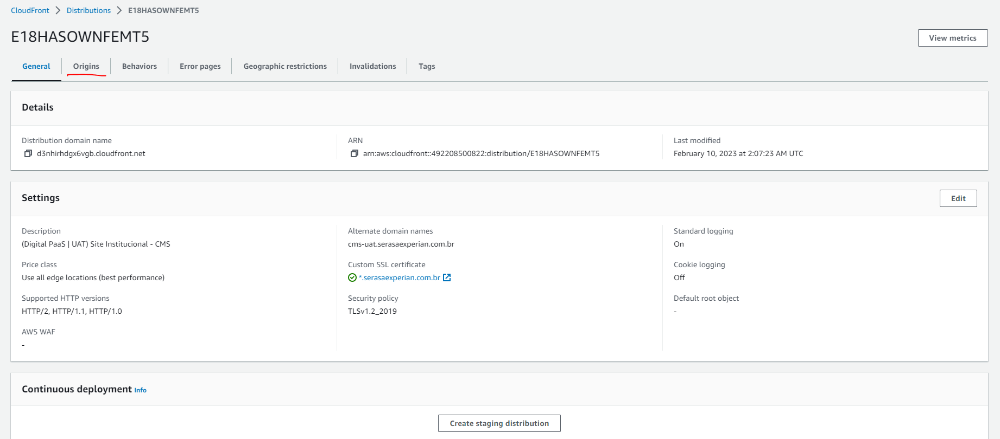 CloudFront > Distributions > E18HASOWNFEMT5
E18HASOWNFEMT5
View metrics
General Origins Behaviors Error pages Geographic restrictions Invalidations Tags
Details
Distribution domain name
d3nhirhdgx6vgb.cloudfront.net
ARN
arn:aws:cloudfront::492208500822:distribution/E18HASOWNFEMT5
Last modified
February 10, 2023 at 2:07:23 AM UTC
Settings
Edit
Description
(Digital PaaS | UAT) Site Institucional - CMS
Price class
Use all edge locations (best performance)
Supported HTTP versions
HTTP/2, HTTP/1.1, HTTP/1.0
AWS WAF
-
Alternate domain names
cms-uat.serasaexperian.com.br
Custom SSL certificate
*.serasaexperian.com.br
Security policy
TLSv1.2_2019
Standard logging
On
Cookie logging
Off
Default root object
-
Continuous deployment Info
Create staging distribution